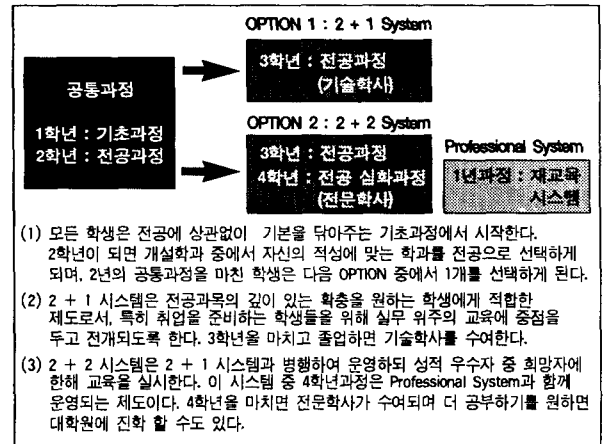 OPTION 1 : 2 + 1 System
3학년 : 전공과정
(기술학사)
공통과정
1학년 : 기초과정
2학년 : 전공과정
OPTION 2 : 2 + 2 System
3학년 : 전공과정
4학년 : 전공 심화과정
(전문학사)
Professional System
1년과정 : 재교육
시스템
(1) 모든 학생은 전공에 상관없이 기본을 닦아주는 기초과정에서 시작한다.
2학년이 되면 개설학과 중에서 자신의 적성에 맞는 학과를 전공으로 선택하게
되며, 2년의 공통과정을 마친 학생은 다음 OPTION 중에서 1개를 선택하게 된다.
(2) 2 + 1 시스템은 전공과목의 깊이 있는 확충을 원하는 학생에게 적합한
제도로서, 특히 취업을 준비하는 학생들을 위해 실무 위주의 교육에 중점을
두고 전개되도록 한다. 3학년을 마치고 졸업하면 기술학사를 수여한다.
(3) 2 + 2 시스템은 2 + 1 시스템과 병행하여 운영하되 성적 우수자 중 희망자에
한해 교육을 실시한다. 이 시스템 중 4학년과정은 Professional System과 함께
운영되는 제도이다. 4학년을 마치면 전문학사가 수여되며 더 공부하기를 원하면
대학원에 진학 할 수도 있다.